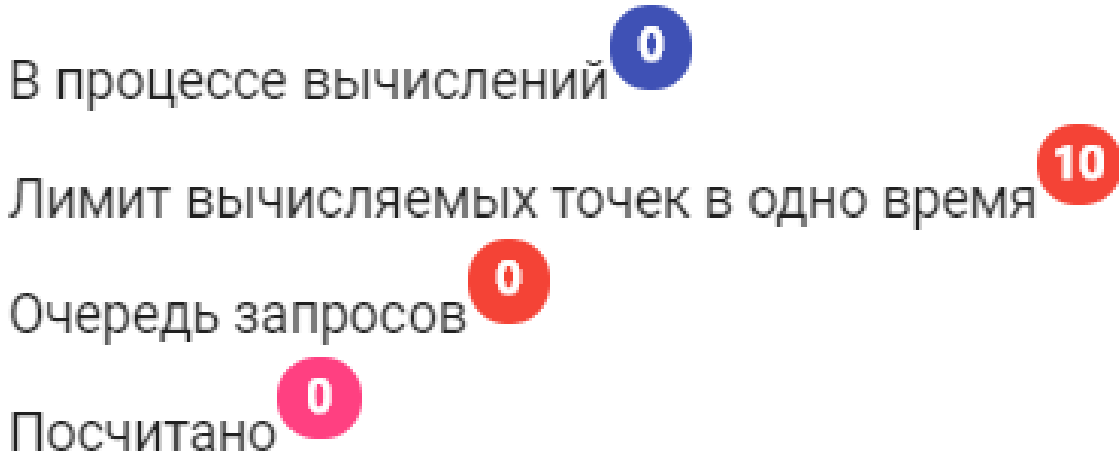 В процессе вычислений 0
Лимит вычисляемых точек в одно время 10
Очередь запросов 0
Посчитано 0